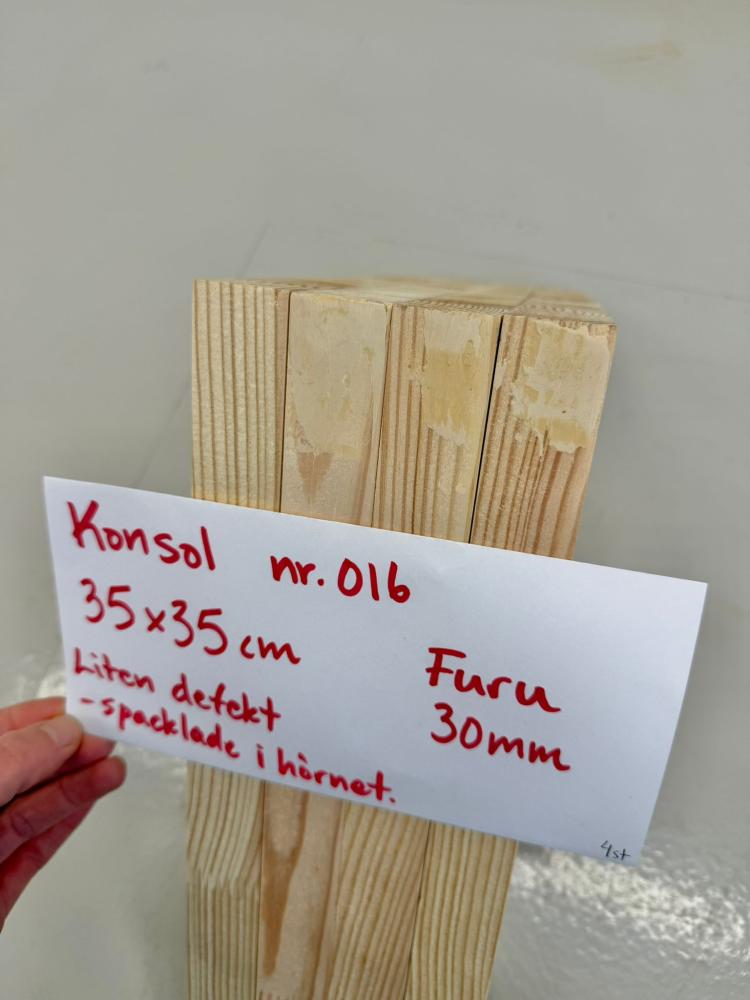 Konsol nr. 016
35x35 cm
Liten defekt
- spacklade i hörnet.
Furu
30mm
4st